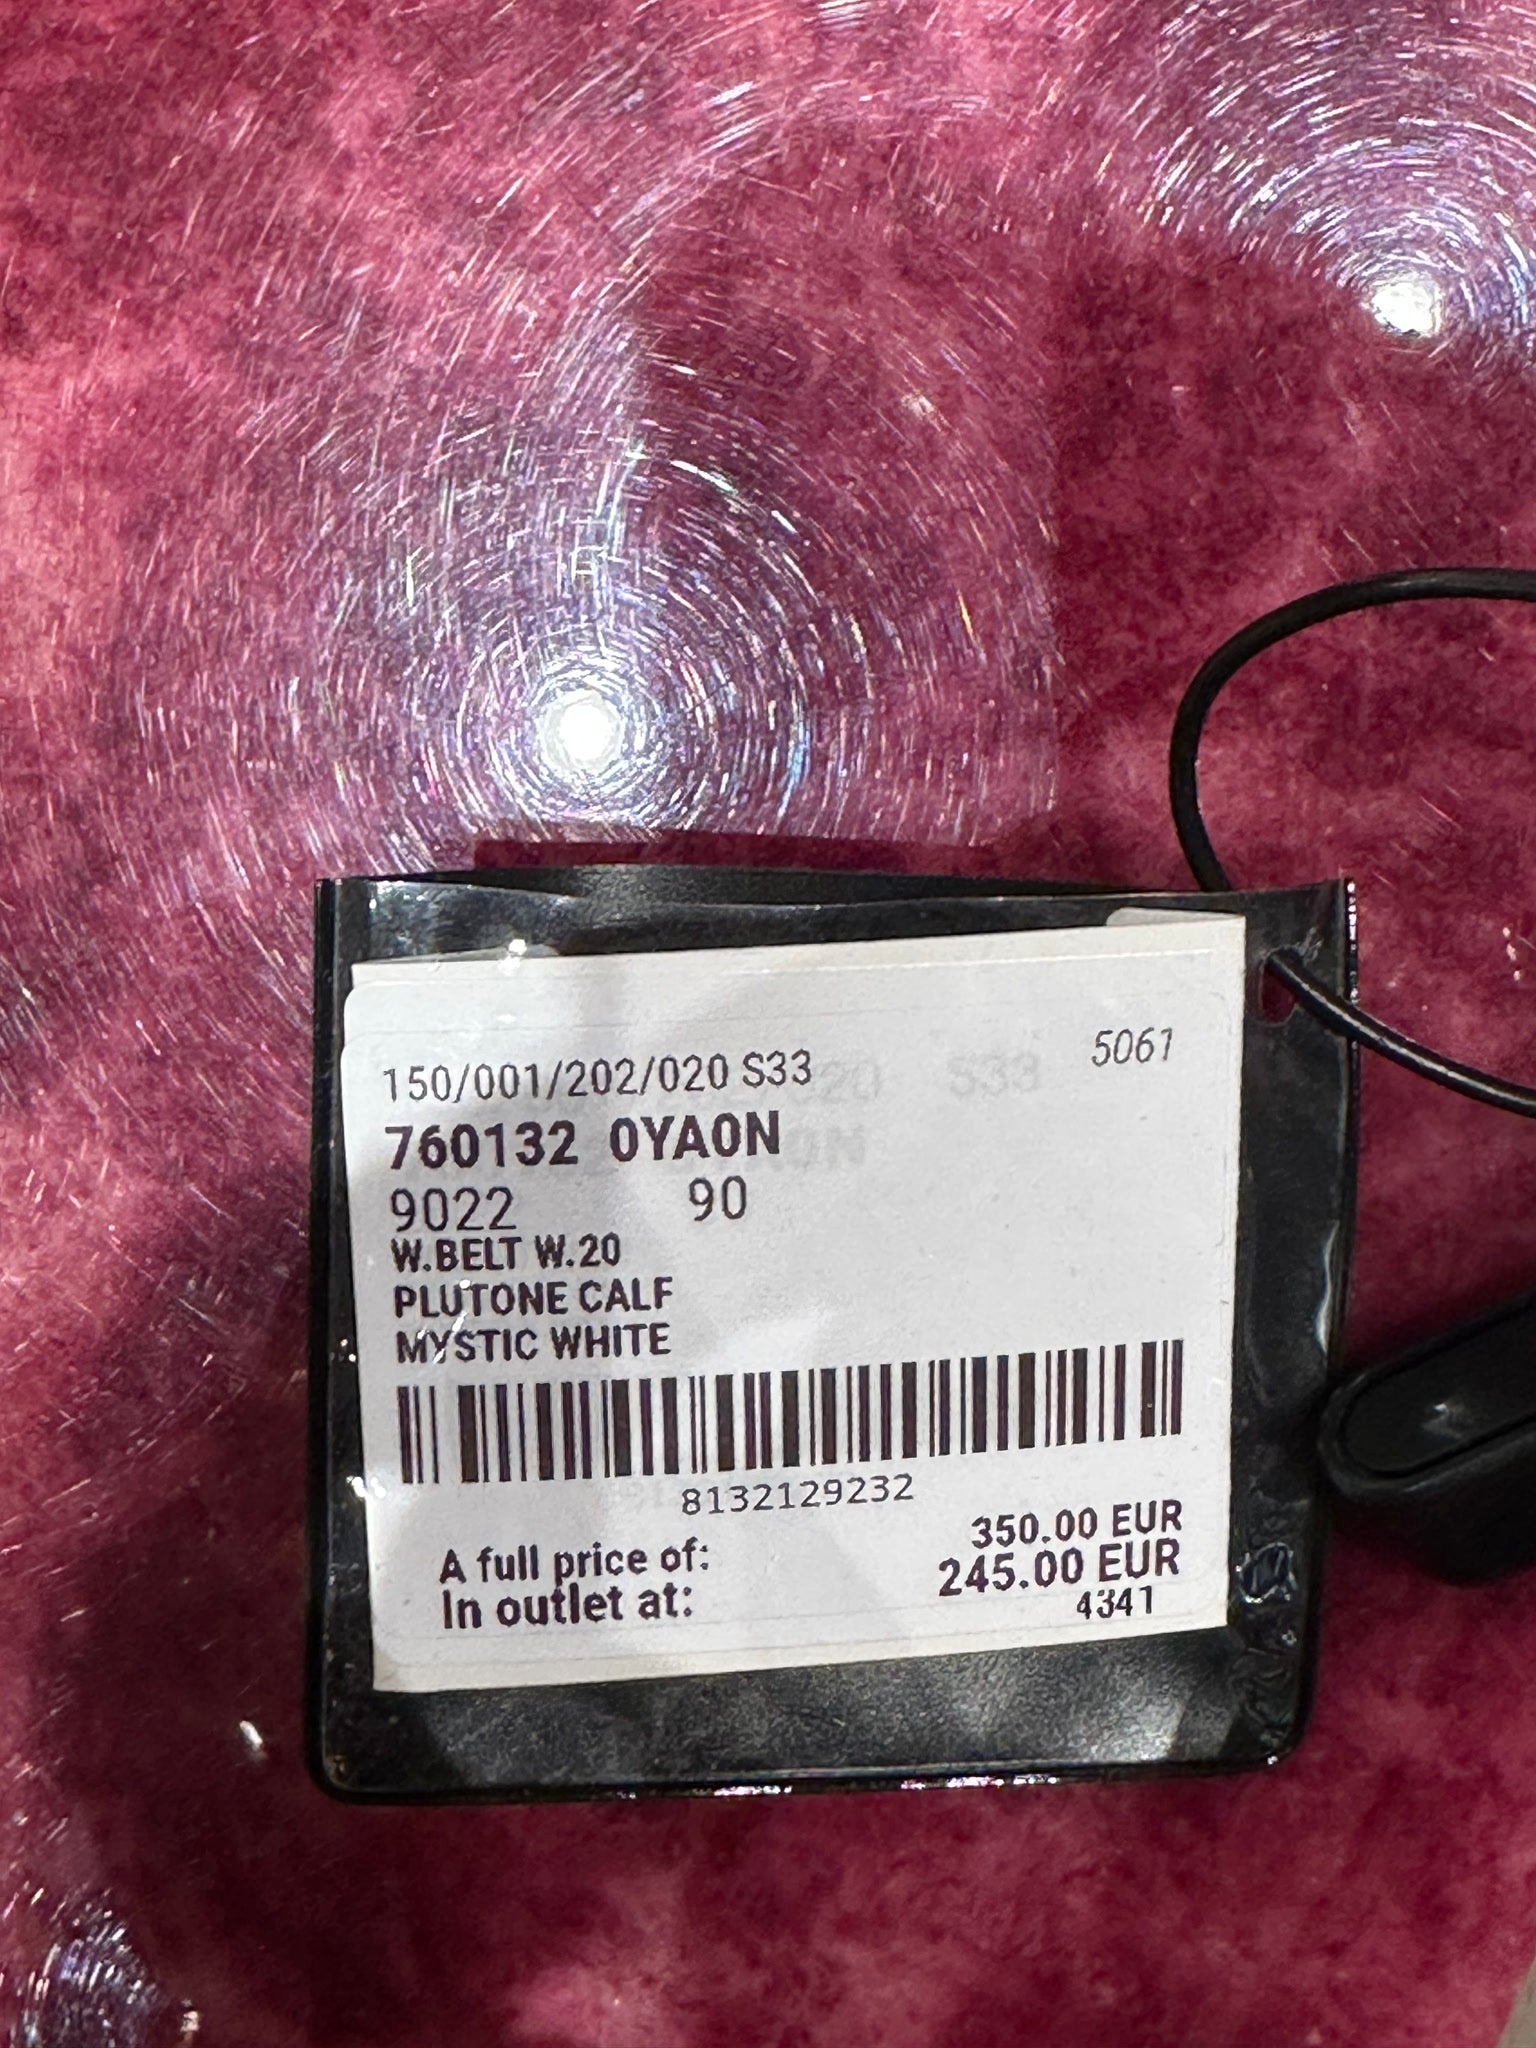 150/001/202/020 S33 5061
760132 0YA0N
9022 90
W.BELT W.20
PLUTONE CALF
MYSTIC WHITE
8132129232
A full price of: 350.00 EUR
In outlet at: 245.00 EUR
4341